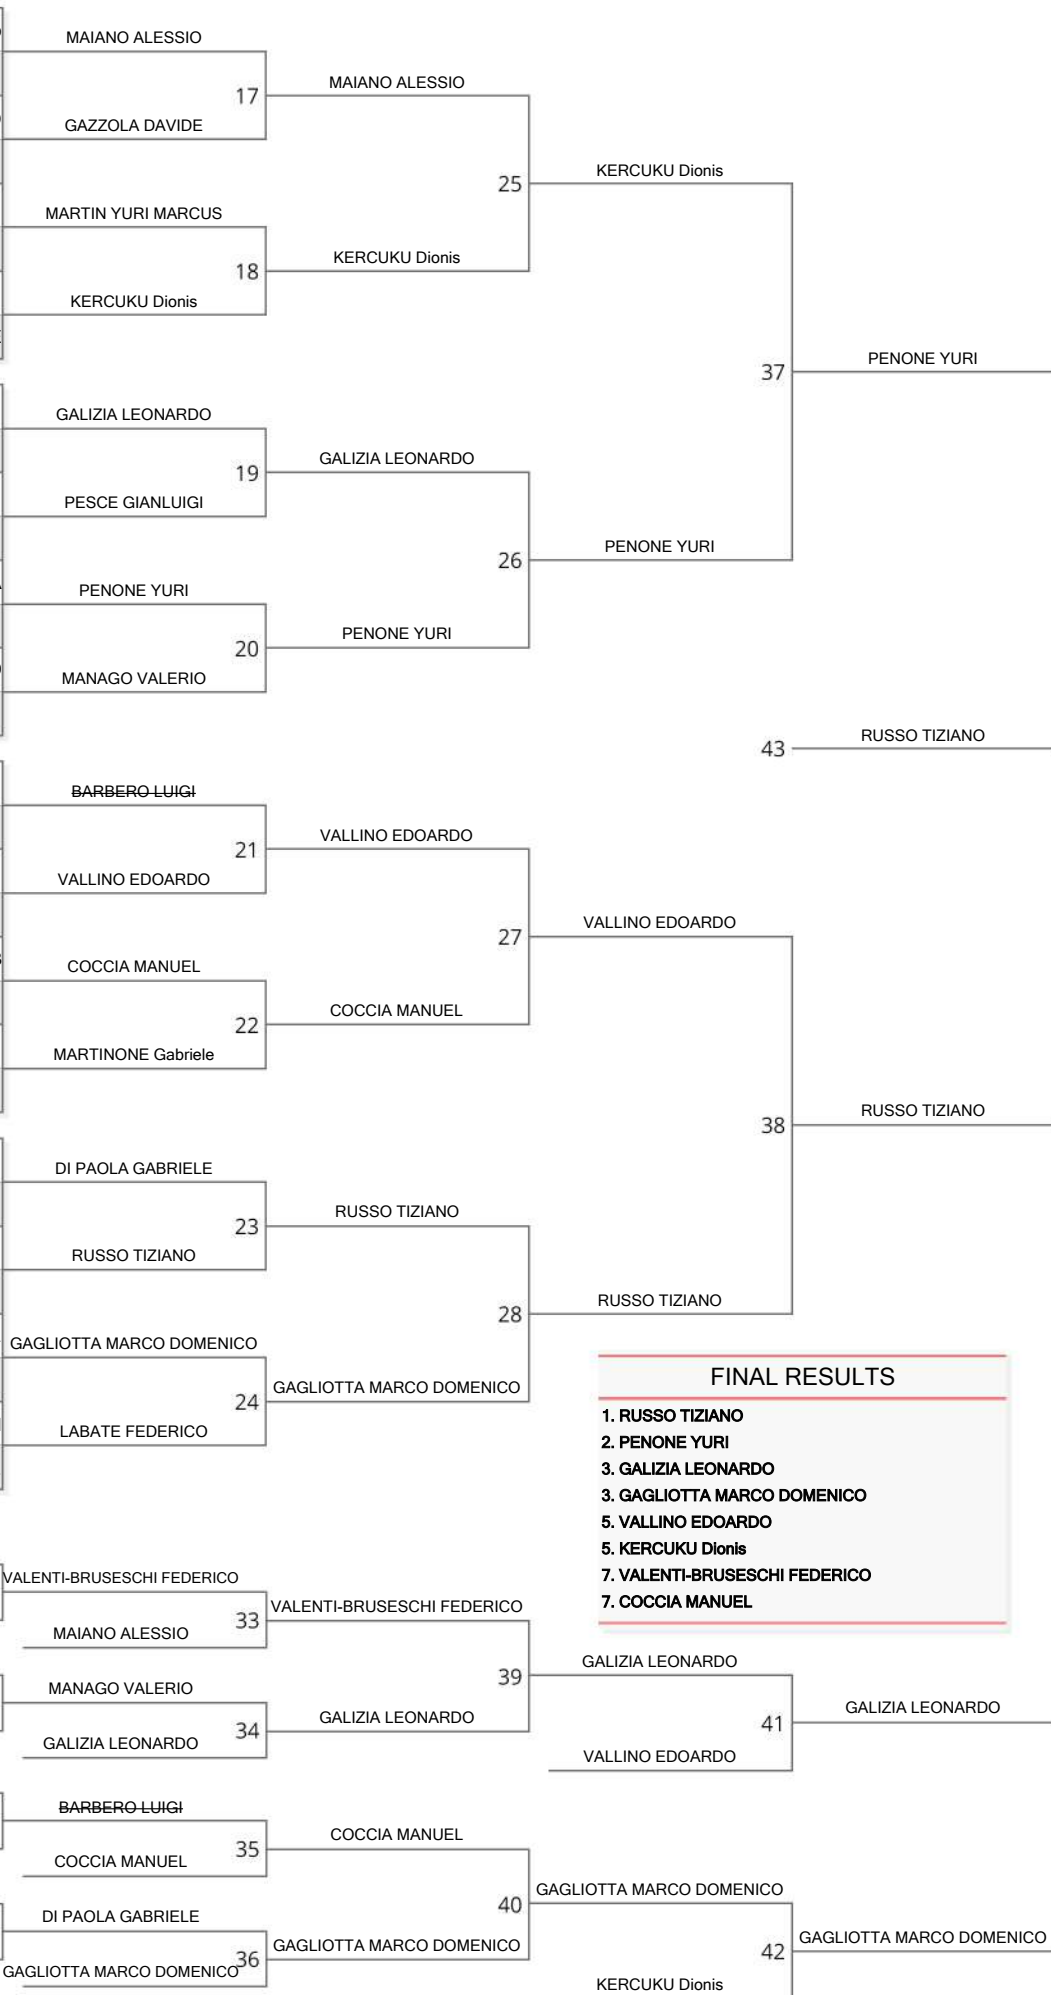 MAIANO ALESSIO
17
MAIANO ALESSIO
GAZZOLA DAVIDE
25
KERCUKU Dionis
MARTIN YURI MARCUS
18
KERCUKU Dionis
KERCUKU Dionis
37
PENONE YURI
GALIZIA LEONARDO
19
GALIZIA LEONARDO
PESCE GIANLUIGI
26
PENONE YURI
PENONE YURI
20
PENONE YURI
MANAGO VALERIO
43
RUSSO TIZIANO
BARBERO LUIGI
21
VALLINO EDOARDO
VALLINO EDOARDO
27
VALLINO EDOARDO
COCCIA MANUEL
22
COCCIA MANUEL
MARTINONE Gabriele
38
RUSSO TIZIANO
DI PAOLA GABRIELE
23
RUSSO TIZIANO
RUSSO TIZIANO
28
RUSSO TIZIANO
GAGLIOTTA MARCO DOMENICO
24
GAGLIOTTA MARCO DOMENICO
LABATE FEDERICO
FINAL RESULTS
1. RUSSO TIZIANO
2. PENONE YURI
3. GALIZIA LEONARDO
3. GAGLIOTTA MARCO DOMENICO
5. VALLINO EDOARDO
5. KERCUKU Dionis
7. VALENTI-BRUSESCHI FEDERICO
7. COCCIA MANUEL
VALENTI-BRUSESCHI FEDERICO
33
VALENTI-BRUSESCHI FEDERICO
MAIANO ALESSIO
39
GALIZIA LEONARDO
MANAGO VALERIO
34
GALIZIA LEONARDO
GALIZIA LEONARDO
41
GALIZIA LEONARDO
VALLINO EDOARDO
BARBERO LUIGI
35
COCCIA MANUEL
COCCIA MANUEL
40
GAGLIOTTA MARCO DOMENICO
DI PAOLA GABRIELE
36
GAGLIOTTA MARCO DOMENICO
GAGLIOTTA MARCO DOMENICO
42
GAGLIOTTA MARCO DOMENICO
KERCUKU Dionis